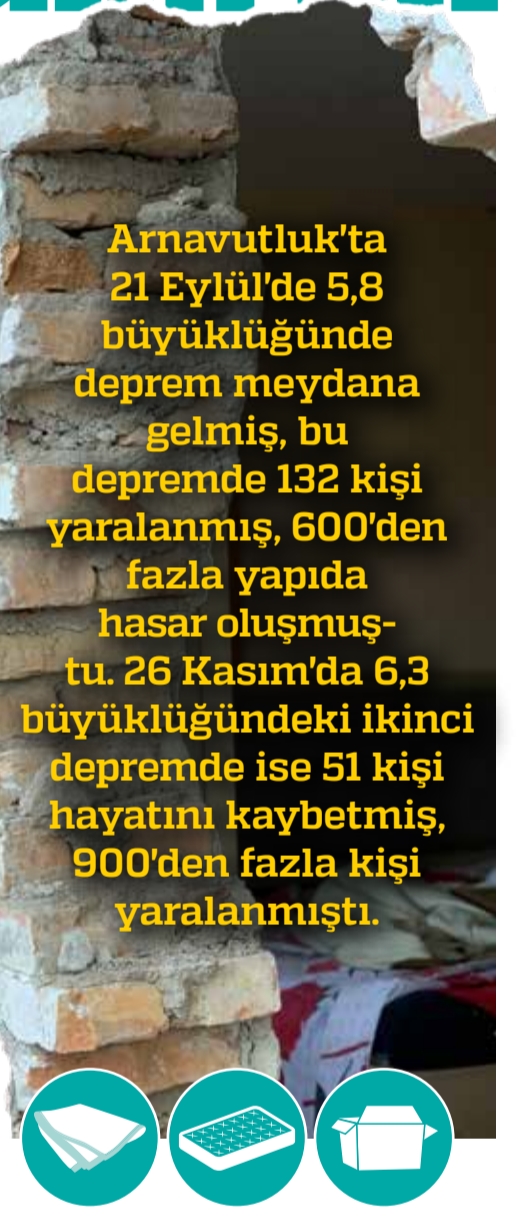 Arnavutluk'ta
21 Eylül'de 5,8
büyüklüğünde
deprem meydana
gelmiş, bu
depremde 132 kişi
yaralanmış, 600'den
fazla yapıda
hasar oluşmuş-
tu. 26 Kasım'da 6,3
büyüklüğündeki ikinci
depremde ise 51 kişi
hayatını kaybetmiş,
900'den fazla kişi
yaralanmıştı.